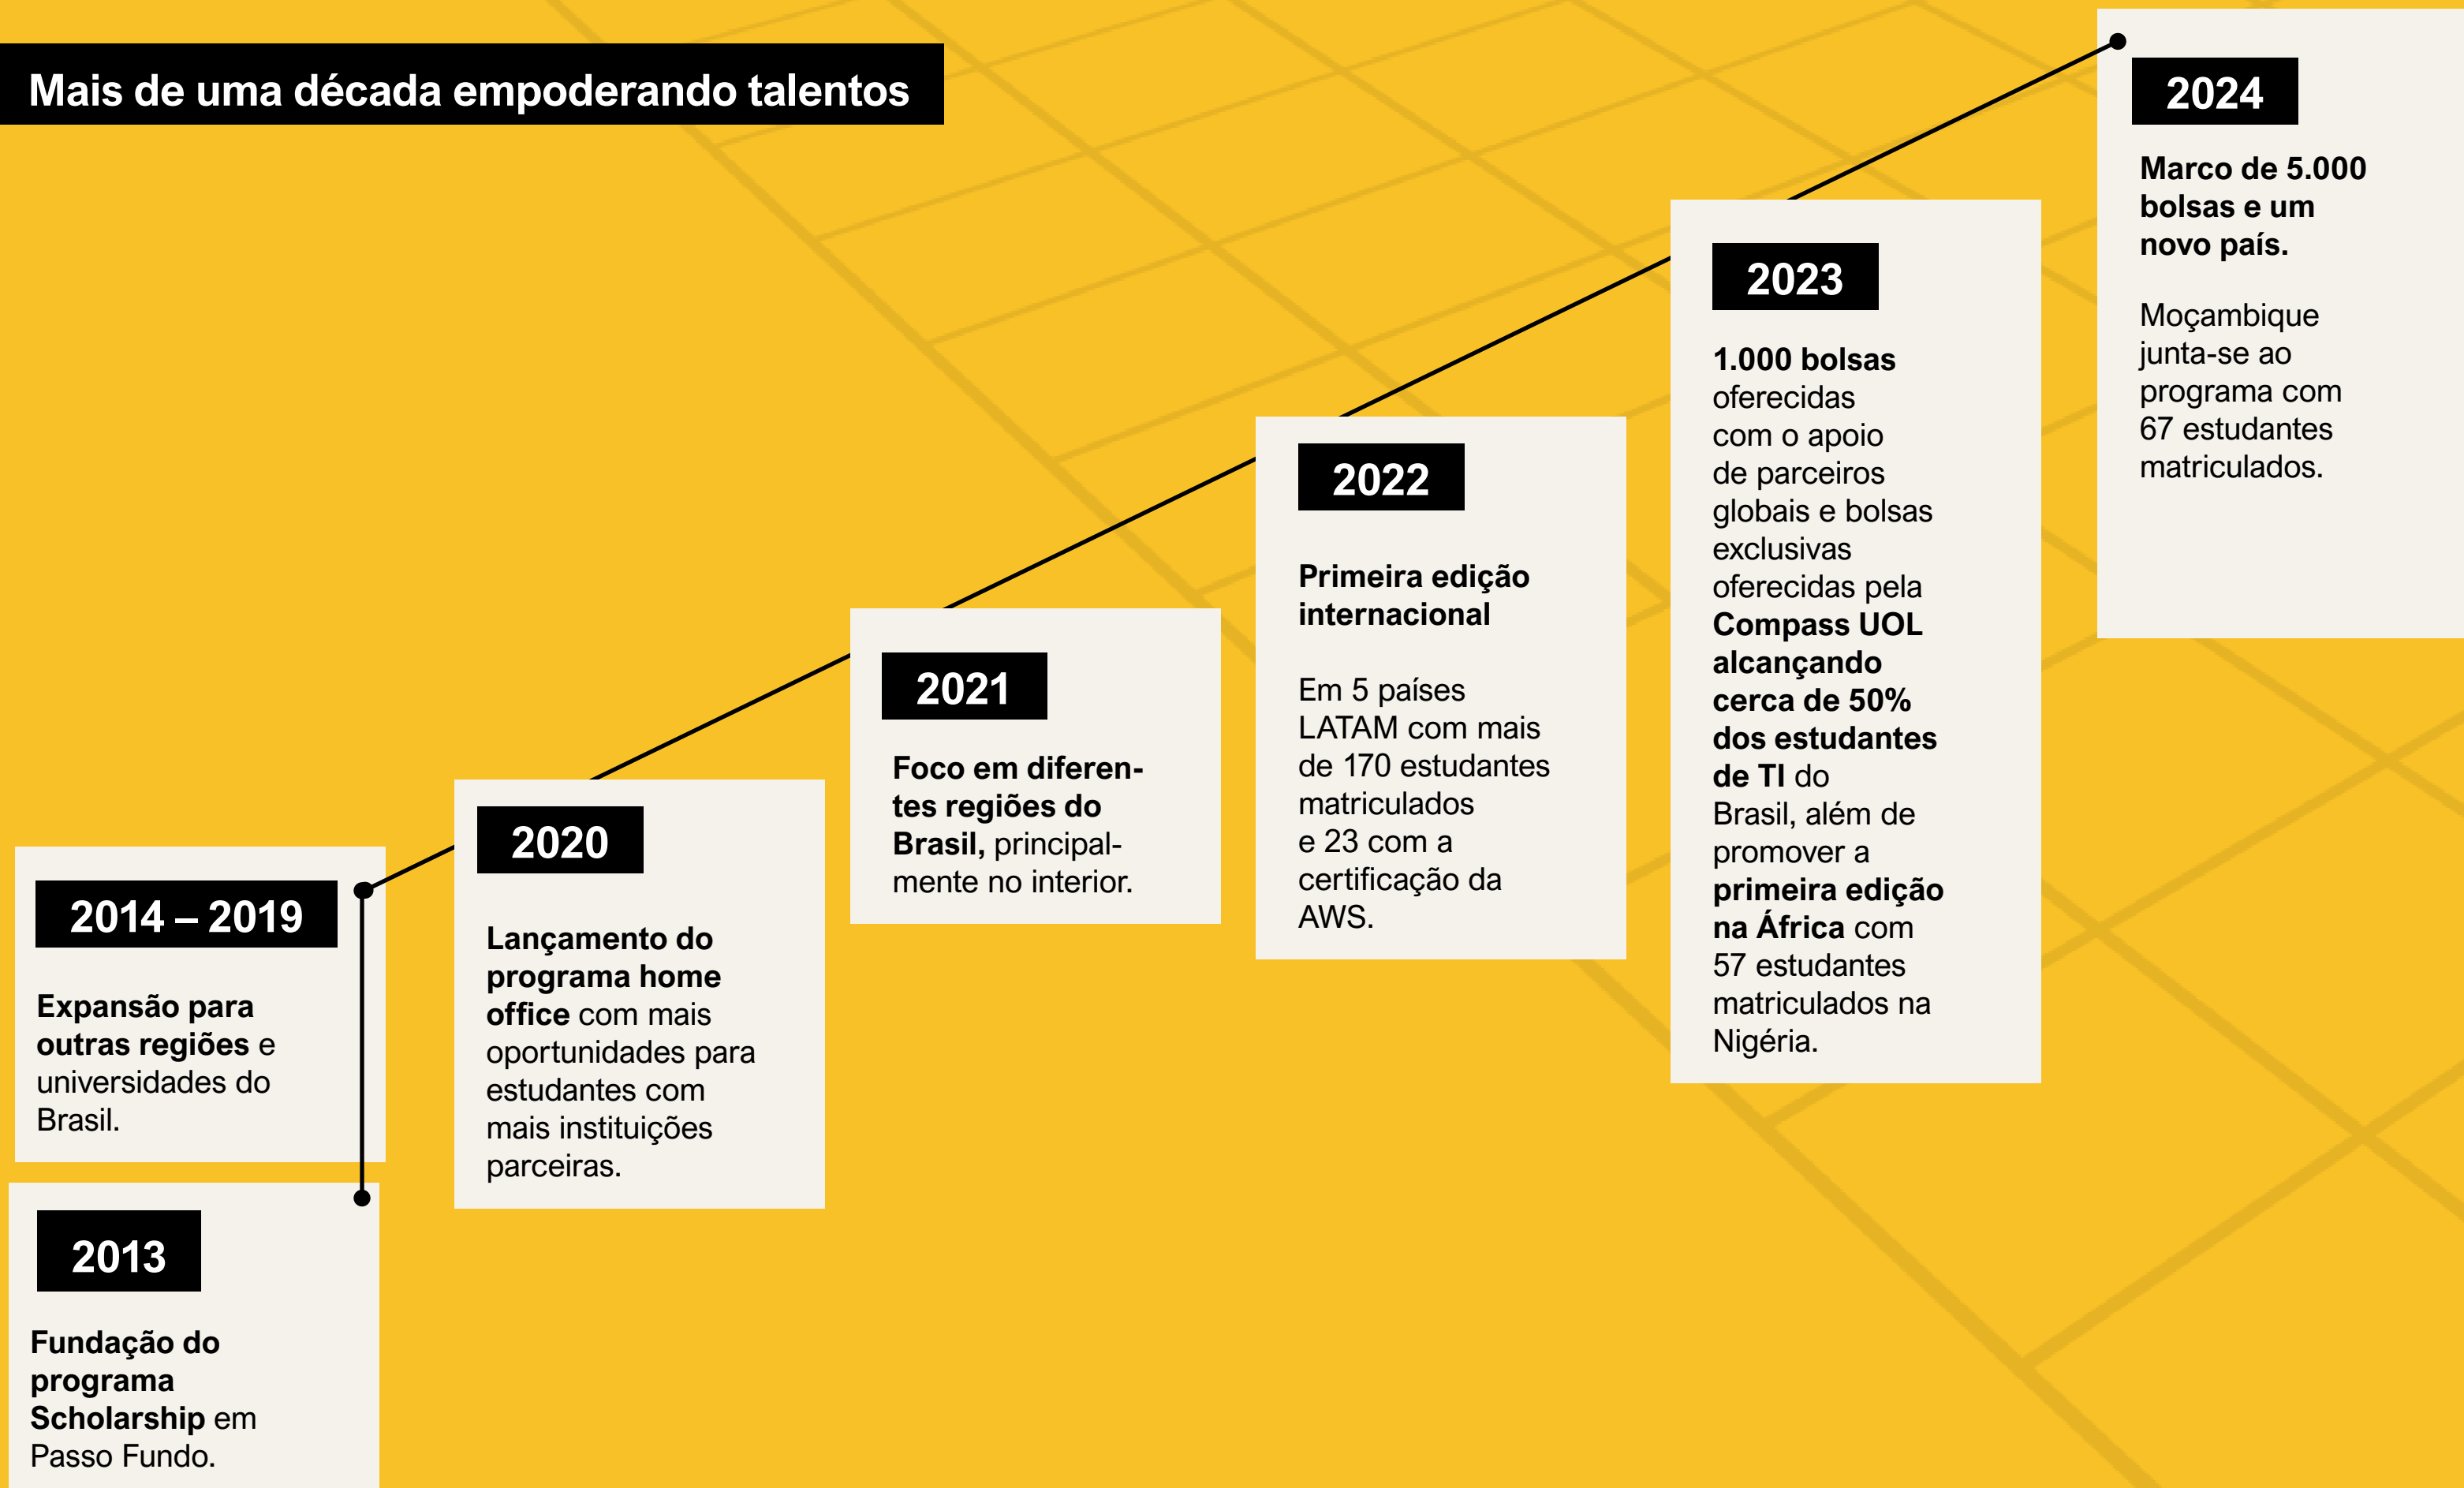 Mais de uma década empoderando talentos
2013
Fundação do
programa
Scholarship em
Passo Fundo.
2014 – 2019
Expansão para
outras regiões e
universidades do
Brasil.
2020
Lançamento do
programa home
office com mais
oportunidades para
estudantes com
mais instituições
parceiras.
2021
Foco em diferen-
tes regiões do
Brasil, principal-
mente no interior.
2022
Primeira edição
internacional
Em 5 países
LATAM com mais
de 170 estudantes
matriculados
e 23 com a
certificação da
AWS.
2023
1.000 bolsas
oferecidas
com o apoio
de parceiros
globais e bolsas
exclusivas
oferecidas pela
Compass UOL
alcançando
cerca de 50%
dos estudantes
de TI do
Brasil, além de
promover a
primeira edição
na África com
57 estudantes
matriculados na
Nigéria.
2024
Marco de 5.000
bolsas e um
novo país.
Moçambique
junta-se ao
programa com
67 estudantes
matriculados.